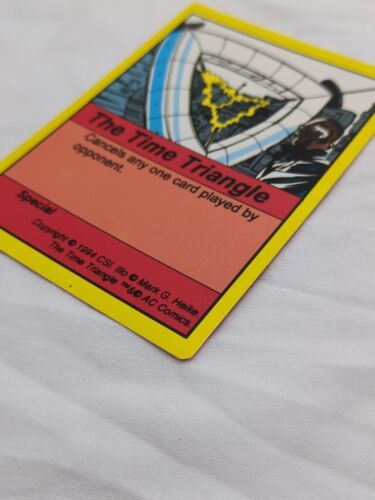 The Time Triangle
Cancels any one card played by
opponent.
Special
Copyright © 1994 CSI. Illo © Mark G. Heike
The Time Triangle ™&© AC Comics.